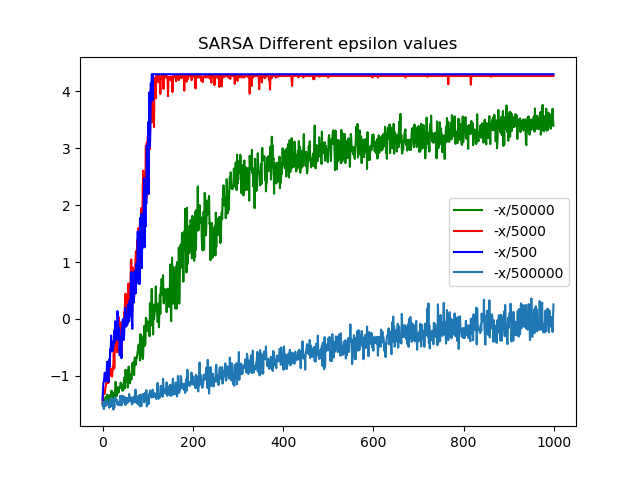 SARSA Different epsilon values
4
3
2
1
0
−1
-x/50000
-x/5000
-x/500
-x/500000
0 200 400 600 800 1000